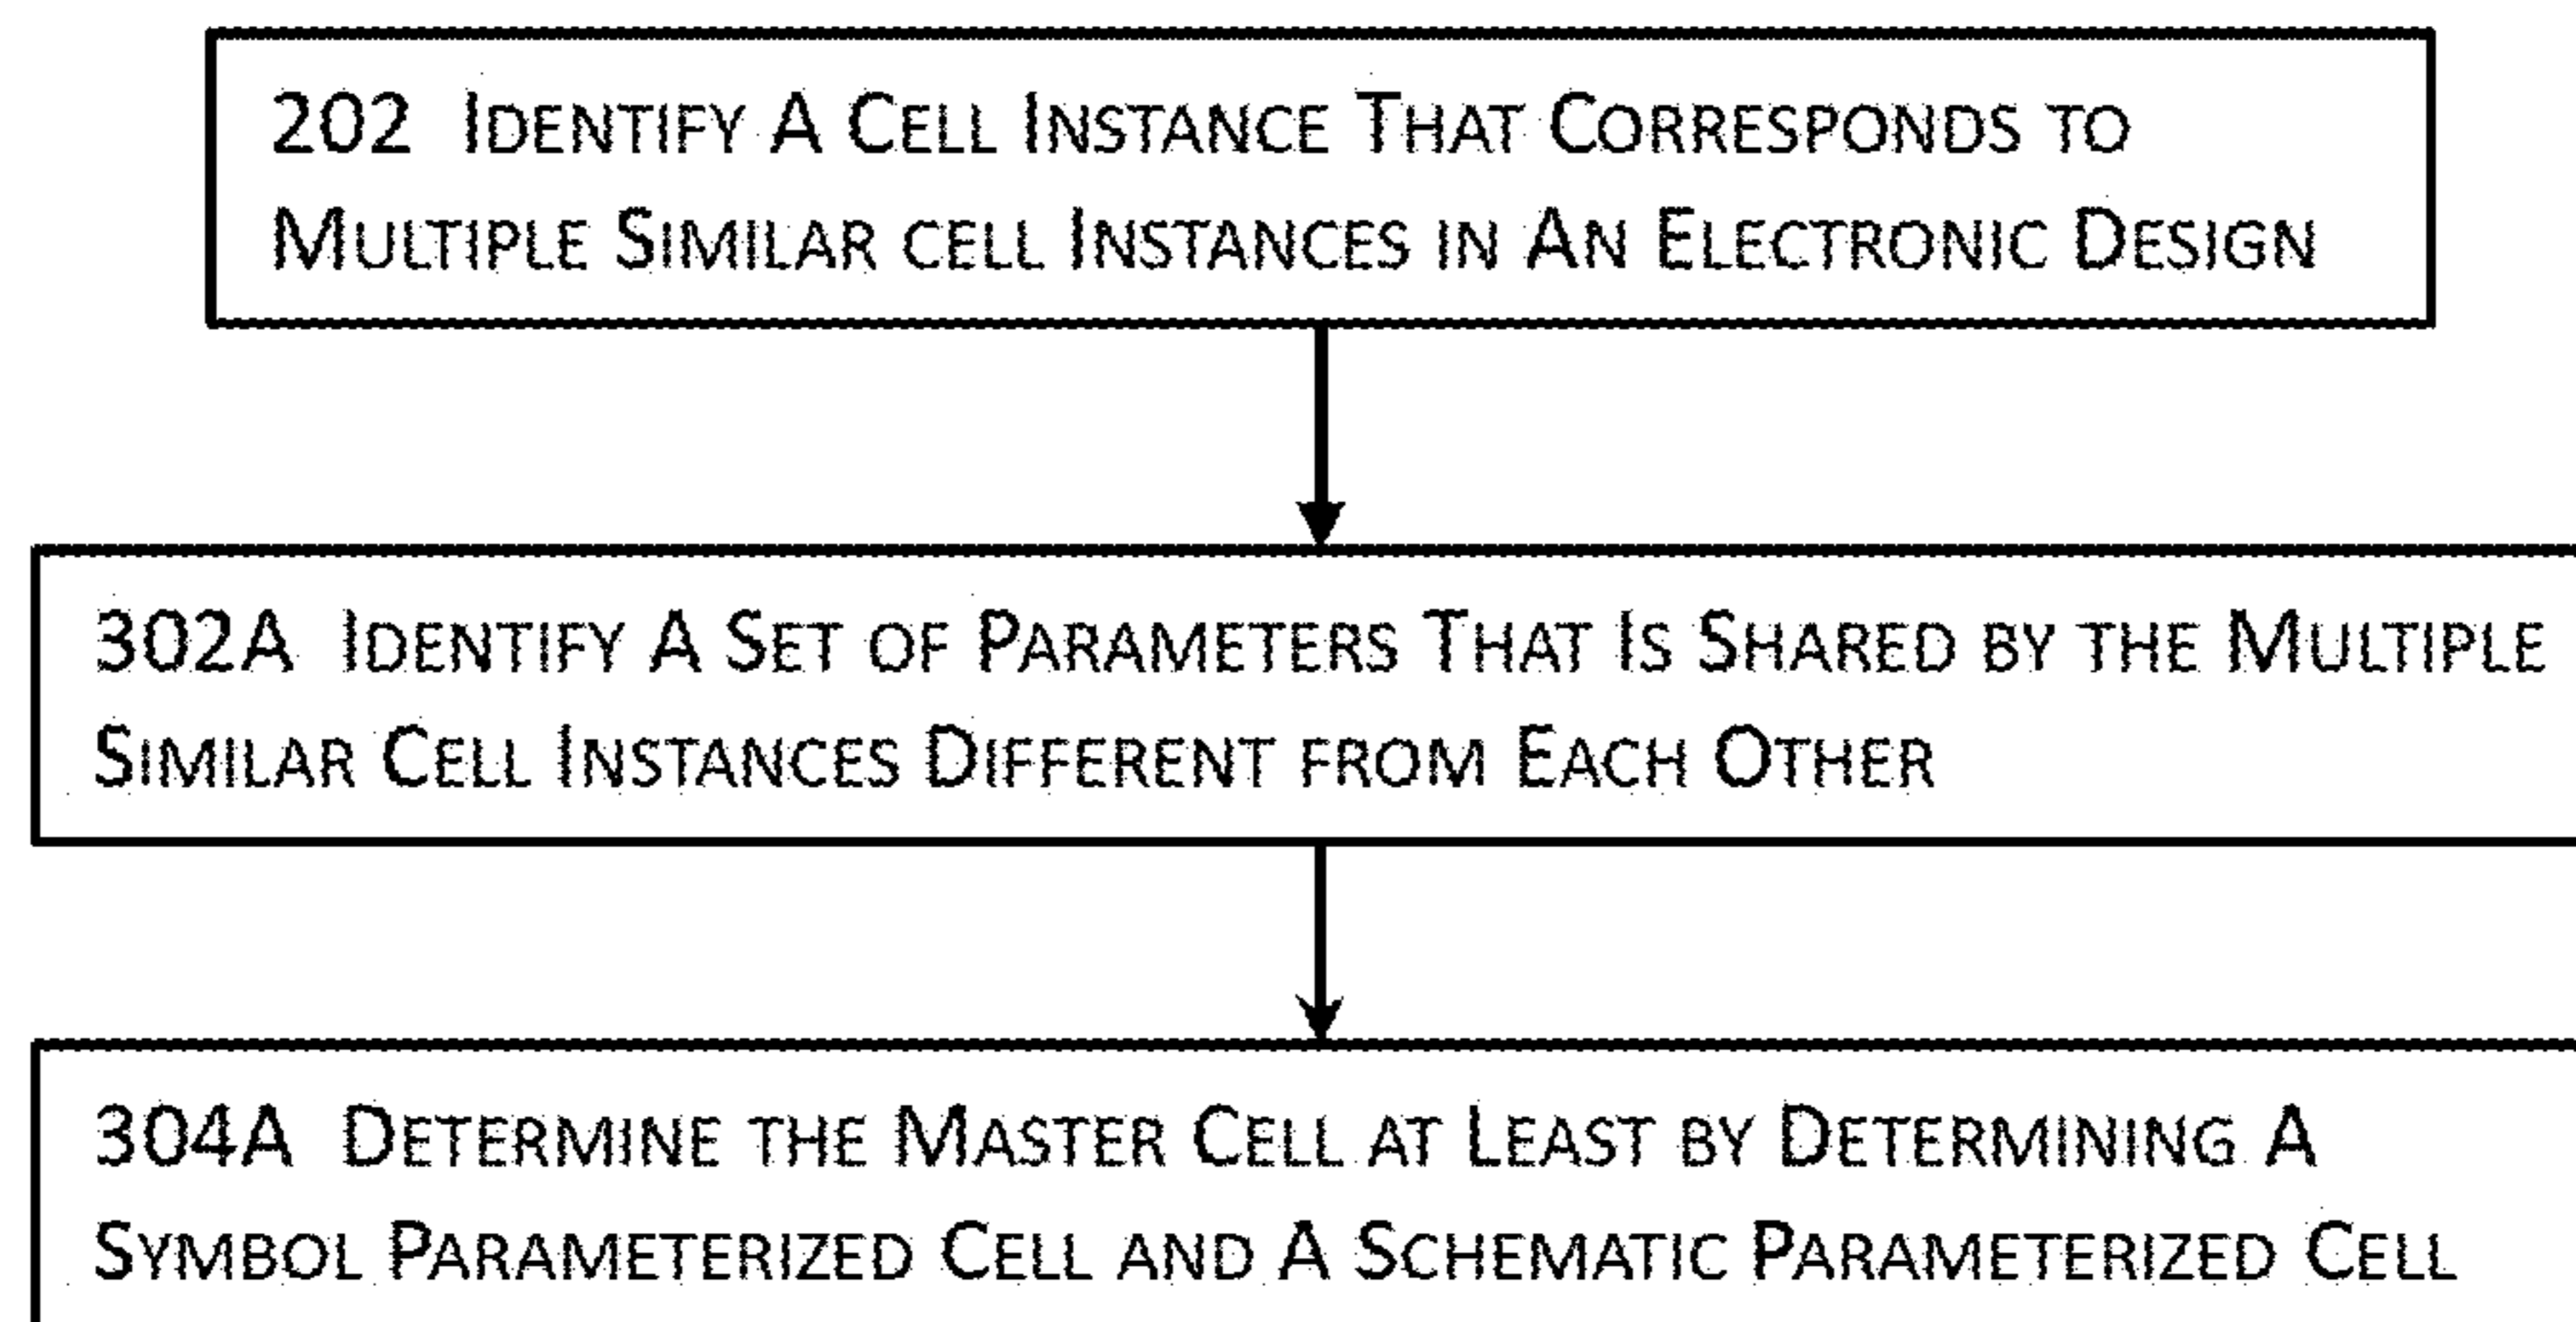 202 Identify A Cell Instance That Corresponds to
Multiple Similar cell Instances in An Electronic Design
302A Identify A Set of Parameters That Is Shared by the Multiple
Similar Cell Instances Different from Each Other
304A Determine the Master Cell at Least by Determining A
Symbol Parameterized Cell and A Schematic Parameterized Cell